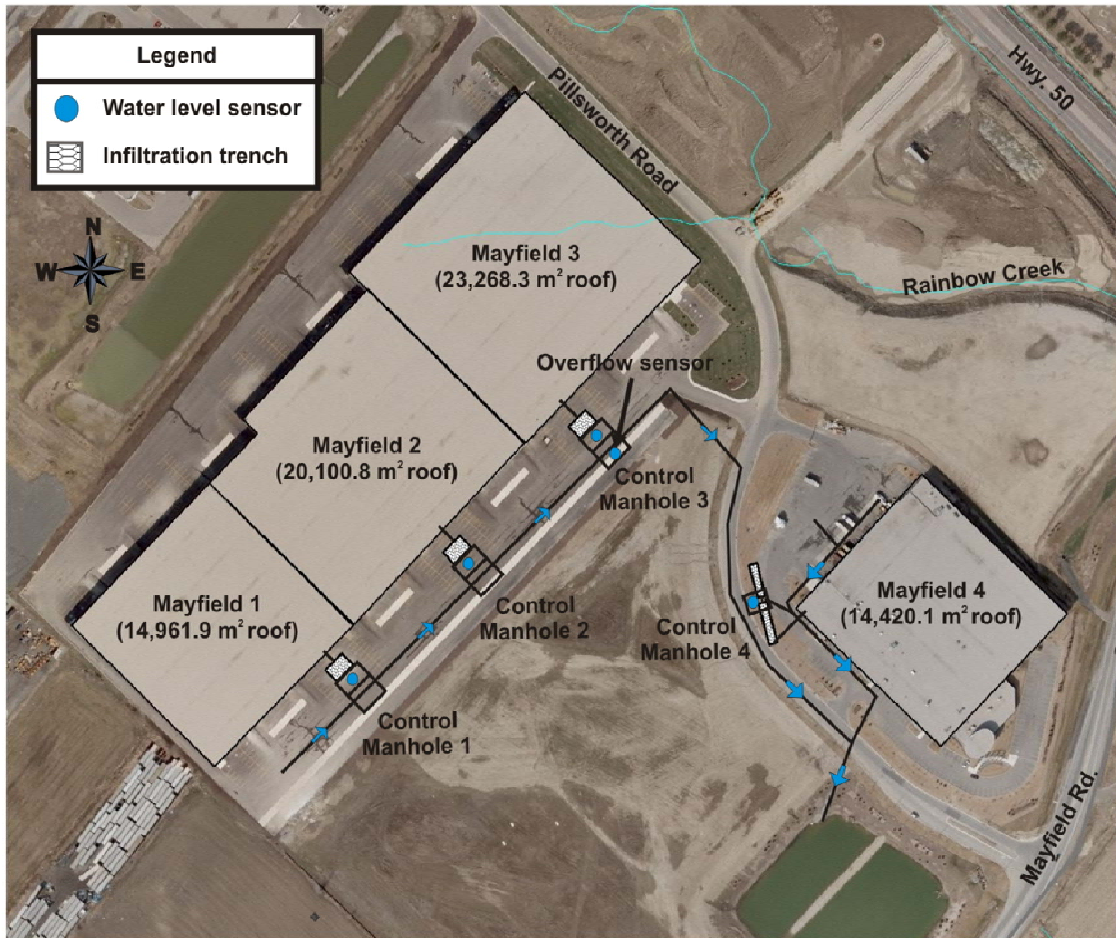 Legend
Water level sensor
Infiltration trench
N
W E
S
Hwy. 50
Pillsworth Road
Rainbow Creek
Mayfield 3
(23,268.3 m² roof)
Overflow sensor
Mayfield 2
(20,100.8 m² roof)
Control
Manhole 3
Mayfield 1
(14,961.9 m² roof)
Control
Manhole 2
Mayfield 4
(14,420.1 m² roof)
Control
Manhole 4
Control
Manhole 1
Mayfield Rd.